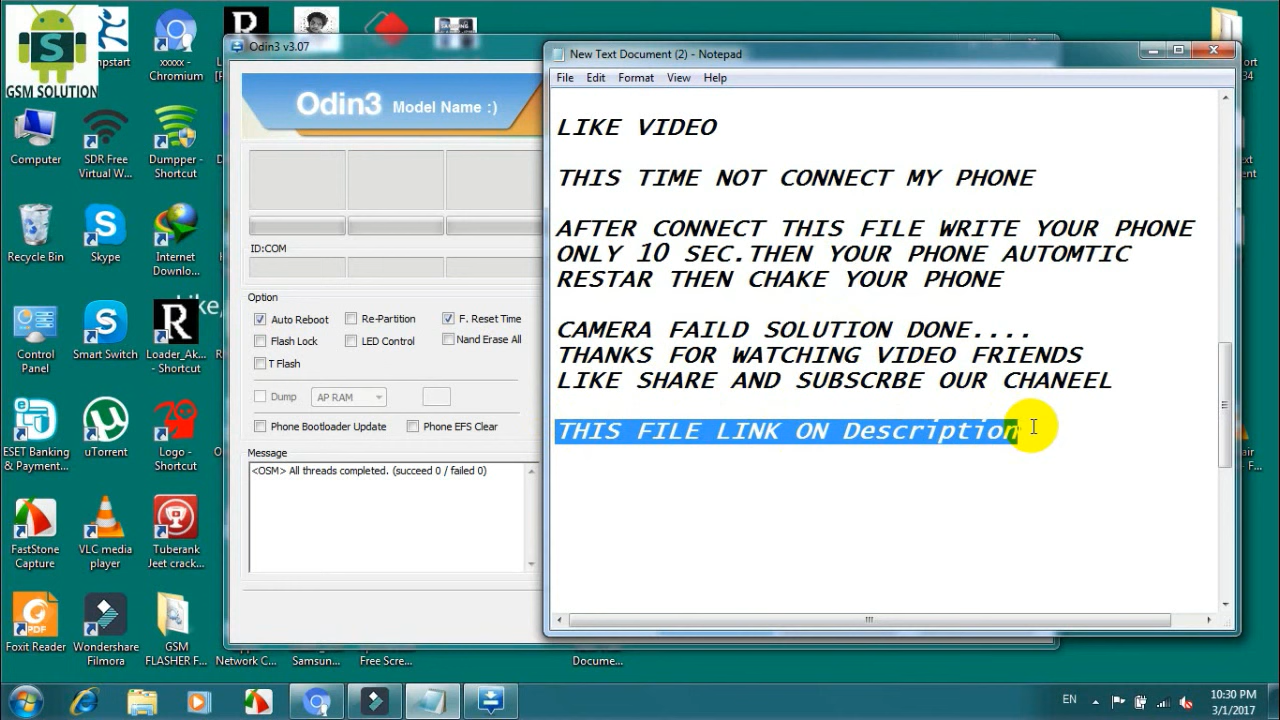 GSM SOLUTION
Jumpstart
xxxxx -
Chromium
Computer
SDR Free
Virtual W...
Dumpper -
Shortcut
Recycle Bin
Skype
Internet
Downlo...
Like,
Control
Panel
Smart Switch
Loader_Ak...
Shortcut
ESET Banking
& Payment...
uTorrent
Logo -
Shortcut
FastStone
Capture
VLC media
player
Tuberank
Jeet crack...
Foxit Reader
Wondershare
Filmora
GSM
FLASHER F...
Network C...
Samsun...
Free Scre...
Docume...
Odin3 v3.07
Odin3 Model Name :)
ID:COM
Option
Auto Reboot
Re-Partition
F. Reset Time
Flash Lock
LED Control
Nand Erase All
T Flash
Dump
AP RAM
Phone Bootloader Update
Phone EFS Clear
Message
<OSM> All threads completed. (succeed 0 / failed 0)
New Text Document (2) - Notepad
File Edit Format View Help
LIKE VIDEO
THIS TIME NOT CONNECT MY PHONE
AFTER CONNECT THIS FILE WRITE YOUR PHONE
ONLY 10 SEC.THEN YOUR PHONE AUTOMTIC
RESTAR THEN CHAKE YOUR PHONE
CAMERA FAILD SOLUTION DONE....
THANKS FOR WATCHING VIDEO FRIENDS
LIKE SHARE AND SUBSCRBE OUR CHANEEL
THIS FILE LINK ON Description
EN
10:30 PM
3/1/2017